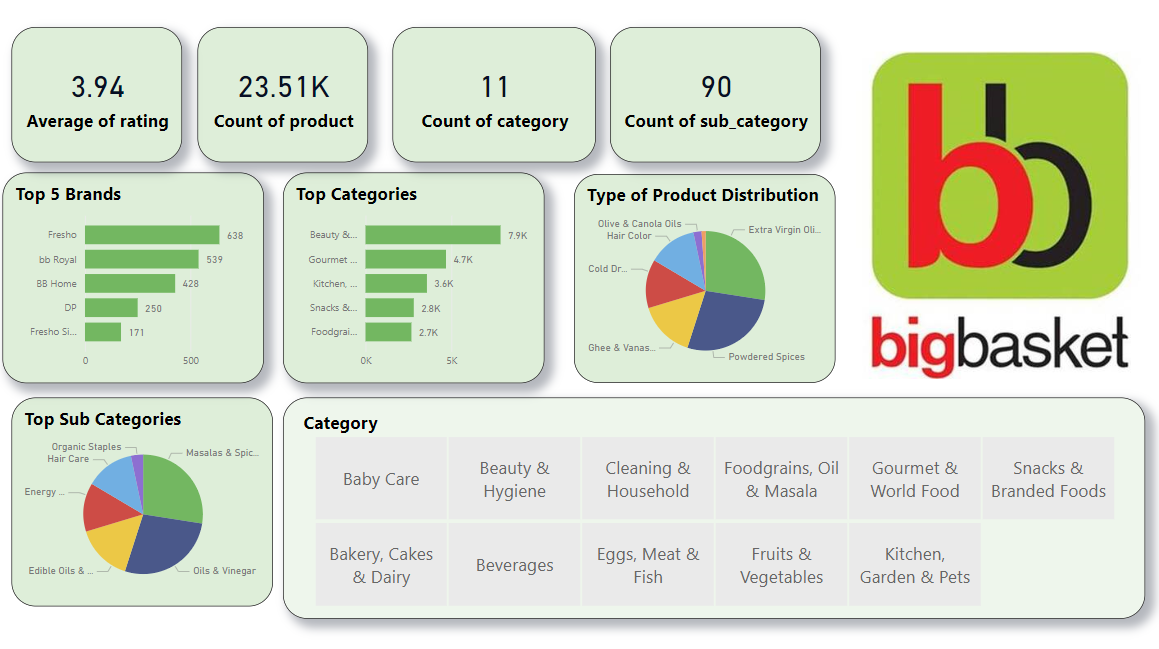 3.94
Average of rating
23.51K
Count of product
11
Count of category
90
Count of sub_category
bb
bigbasket
Top 5 Brands
Fresho 638
bb Royal 539
BB Home 428
DP 250
Fresho Si... 171
0 500
Top Categories
Beauty &... 7.9K
Gourmet ... 4.7K
Kitchen, ... 3.6K
Snacks &... 2.8K
Foodgrai... 2.7K
0K 5K
Type of Product Distribution
Olive & Canola Oils
Extra Virgin Oli...
Hair Color
Cold Dr...
Ghee & Vanas...
Powdered Spices
Top Sub Categories
Organic Staples
Masalas & Spic...
Hair Care
Energy ...
Edible Oils & ...
Oils & Vinegar
Category
Baby Care
Beauty &
Hygiene
Cleaning &
Household
Foodgrains, Oil
& Masala
Gourmet &
World Food
Snacks &
Branded Foods
Bakery, Cakes
& Dairy
Beverages
Eggs, Meat &
Fish
Fruits &
Vegetables
Kitchen,
Garden & Pets